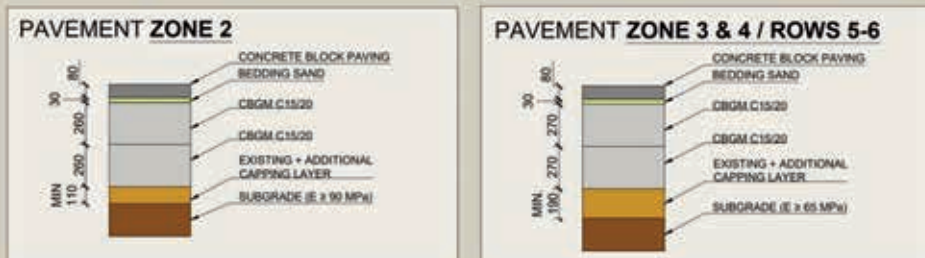 PAVEMENT ZONE 2
CONCRETE BLOCK PAVING
BEDDING SAND
CBGM C15/20
CBGM C15/20
EXISTING + ADDITIONAL
CAPPING LAYER
SUBGRADE (E ≥ 90 MPa)
80
30
260
260
MIN
110
PAVEMENT ZONE 3 & 4 / ROWS 5-6
CONCRETE BLOCK PAVING
BEDDING SAND
CBGM C15/20
CBGM C15/20
EXISTING + ADDITIONAL
CAPPING LAYER
SUBGRADE (E ≥ 65 MPa)
80
30
270
270
MIN.
190